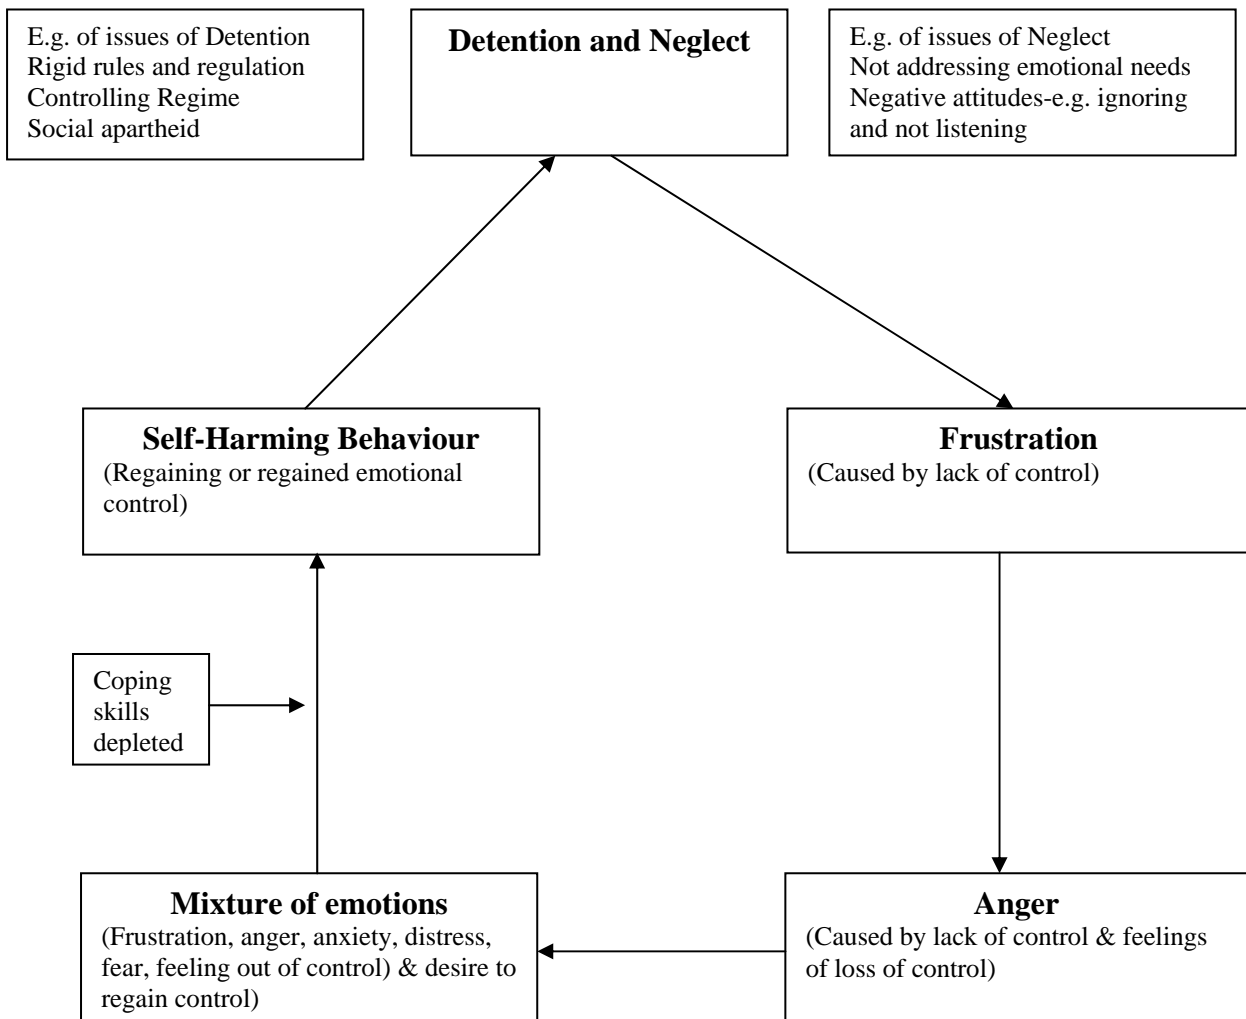 E.g. of issues of Detention
Rigid rules and regulation
Controlling Regime
Social apartheid
Detention and Neglect
E.g. of issues of Neglect
Not addressing emotional needs
Negative attitudes-e.g. ignoring
and not listening
Self-Harming Behaviour
(Regaining or regained emotional
control)
Frustration
(Caused by lack of control)
Coping
skills
depleted
Mixture of emotions
(Frustration, anger, anxiety, distress,
fear, feeling out of control) & desire to
regain control)
Anger
(Caused by lack of control & feelings
of loss of control)